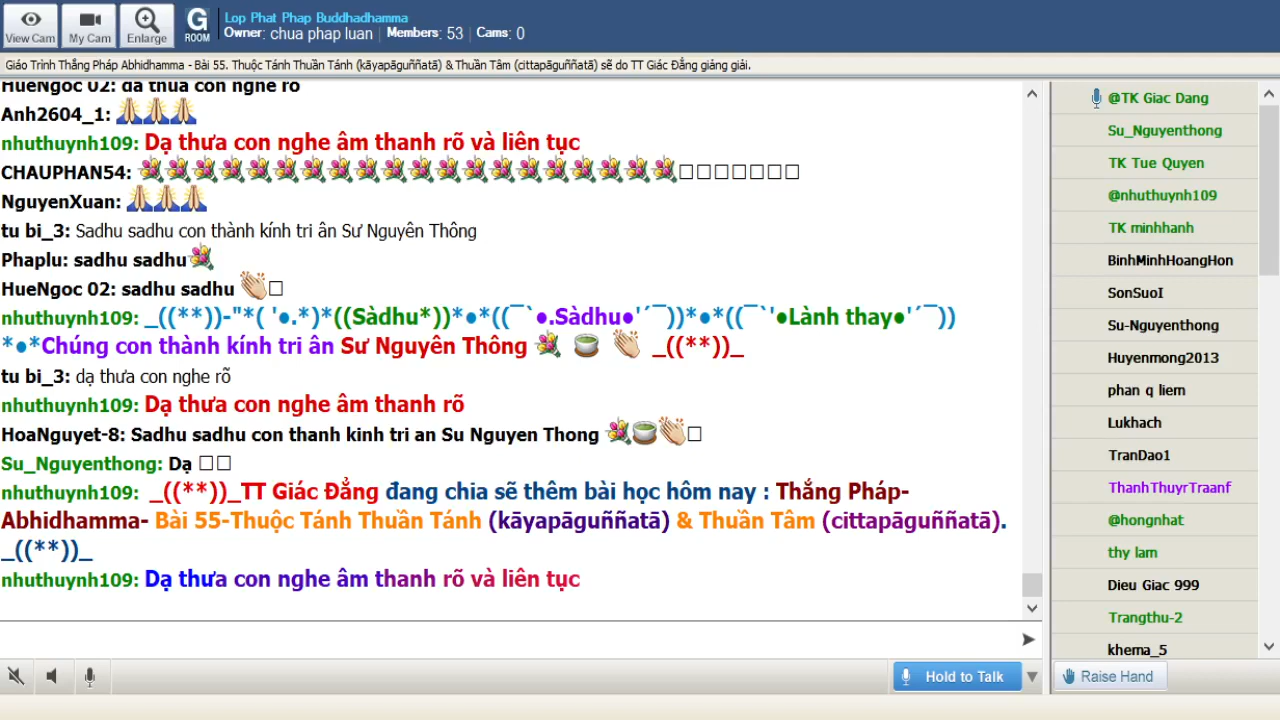 View Cam
My Cam
Enlarge
G
ROOM
Lop Phat Phap Buddhadhamma
Owner: chua phap luan | Members: 53 | Cams: 0
Giáo Trình Thắng Pháp Abhidhamma - Bài 55. Thuộc Tánh Thuần Tánh (kāyapāguññatā) & Thuần Tâm (cittapāguññatā) sẽ do TT Giác Đẳng giảng giải.
HueNgoc 02: da thua con nghe ro
Anh2604_1:
nhuthuynh109: Dạ thưa con nghe âm thanh rõ và liên tục
CHAUPHAN54:
NguyenXuan:
tu bi_3: Sadhu sadhu con thành kính tri ân Sư Nguyên Thông
Phaplu: sadhu sadhu
HueNgoc 02: sadhu sadhu
nhuthuynh109: _((**))-"*( '●.*)*((Sàdhu*))*●*((¯`●.Sàdhu●'´¯))*●*((¯`'●Lành thay●'´¯))
*●*Chúng con thành kính tri ân Sư Nguyên Thông _((**))_
tu bi_3: dạ thưa con nghe rõ
nhuthuynh109: Dạ thưa con nghe âm thanh rõ
HoaNguyet-8: Sadhu sadhu con thanh kinh tri an Su Nguyen Thong
Su_Nguyenthong: Dạ
nhuthuynh109: _((**))_TT Giác Đẳng đang chia sẽ thêm bài học hôm nay : Thắng Pháp-
Abhidhamma- Bài 55-Thuộc Tánh Thuần Tánh (kāyapāguññatā) & Thuần Tâm (cittapāguññatā).
_((**))_
nhuthuynh109: Dạ thưa con nghe âm thanh rõ và liên tục
Hold to Talk
@TK Giac Dang
Su_Nguyenthong
TK Tue Quyen
@nhuthuynh109
TK minhhanh
BinhMinhHoangHon
SonSuoI
Su-Nguyenthong
Huyenmong2013
phan q liem
Lukhach
TranDao1
ThanhThuyrTraanf
@hongnhat
thy lam
Dieu Giac 999
Trangthu-2
khema_5
Raise Hand